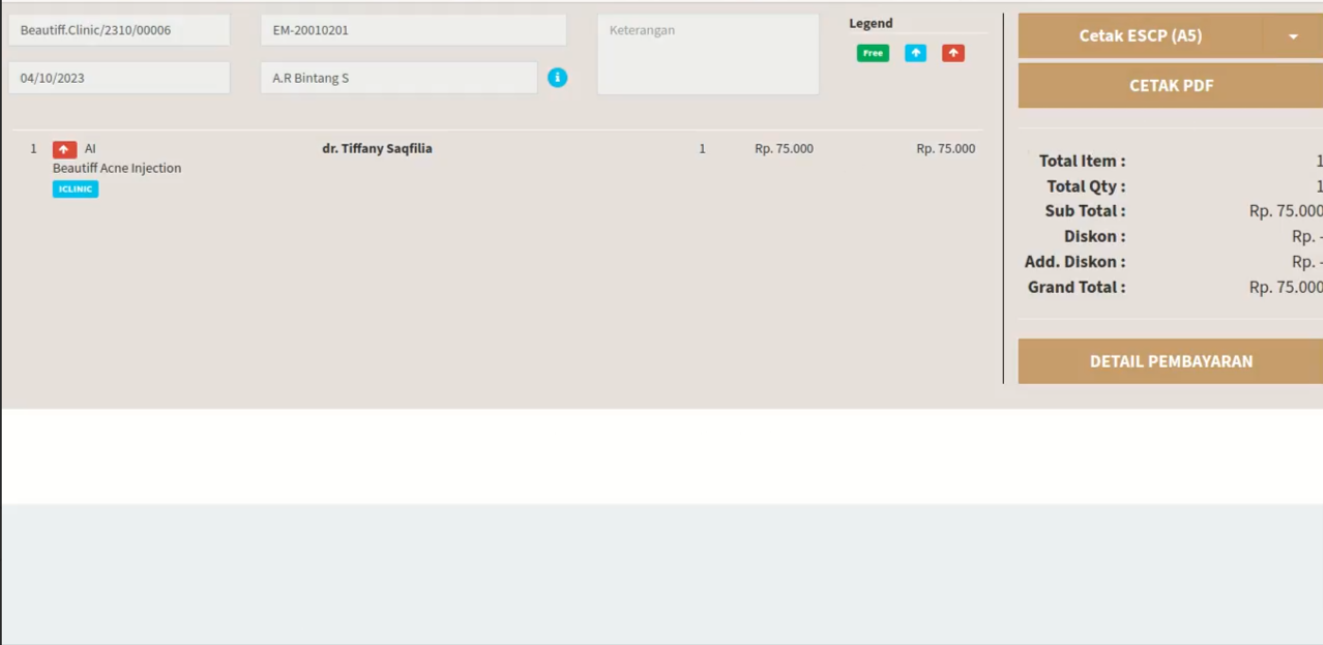 Beautiff.Clinic/2310/00006
EM-20010201
Keterangan
Legend
Free
04/10/2023
A.R Bintang S
1 AI dr. Tiffany Saqfilia 1 Rp. 75.000 Rp. 75.000
Beautiff Acne Injection
ICLINIC
Cetak ESCP (A5)
CETAK PDF
Total Item : 1
Total Qty : 1
Sub Total : Rp. 75.000
Diskon : Rp. -
Add. Diskon : Rp. -
Grand Total : Rp. 75.000
DETAIL PEMBAYARAN